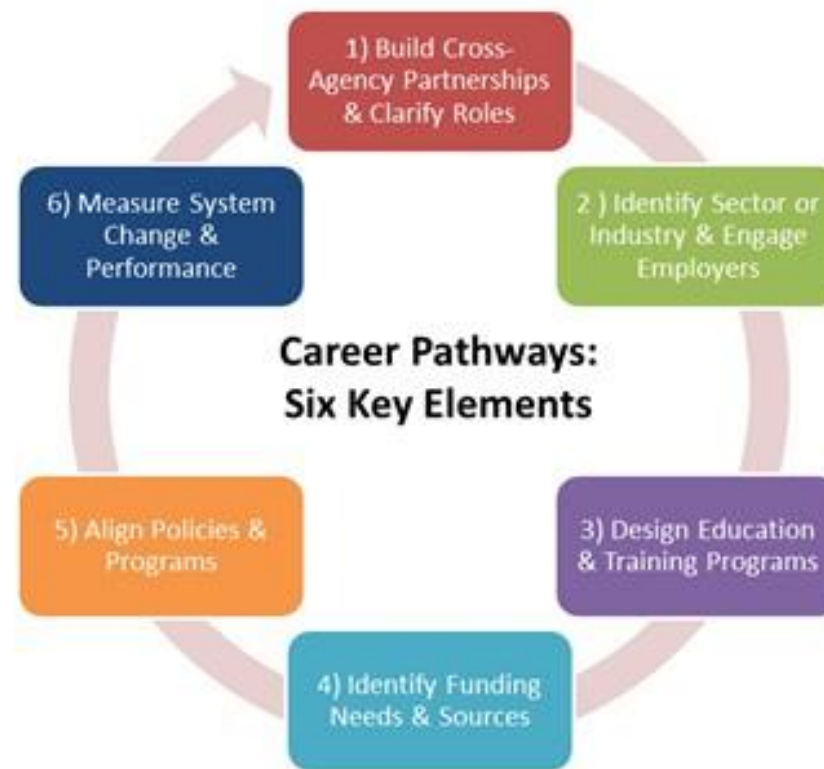 1) Build Cross-
Agency Partnerships
& Clarify Roles
2 ) Identify Sector or
Industry & Engage
Employers
3) Design Education
& Training Programs
4) Identify Funding
Needs & Sources
5) Align Policies &
Programs
6) Measure System
Change &
Performance
Career Pathways:
Six Key Elements